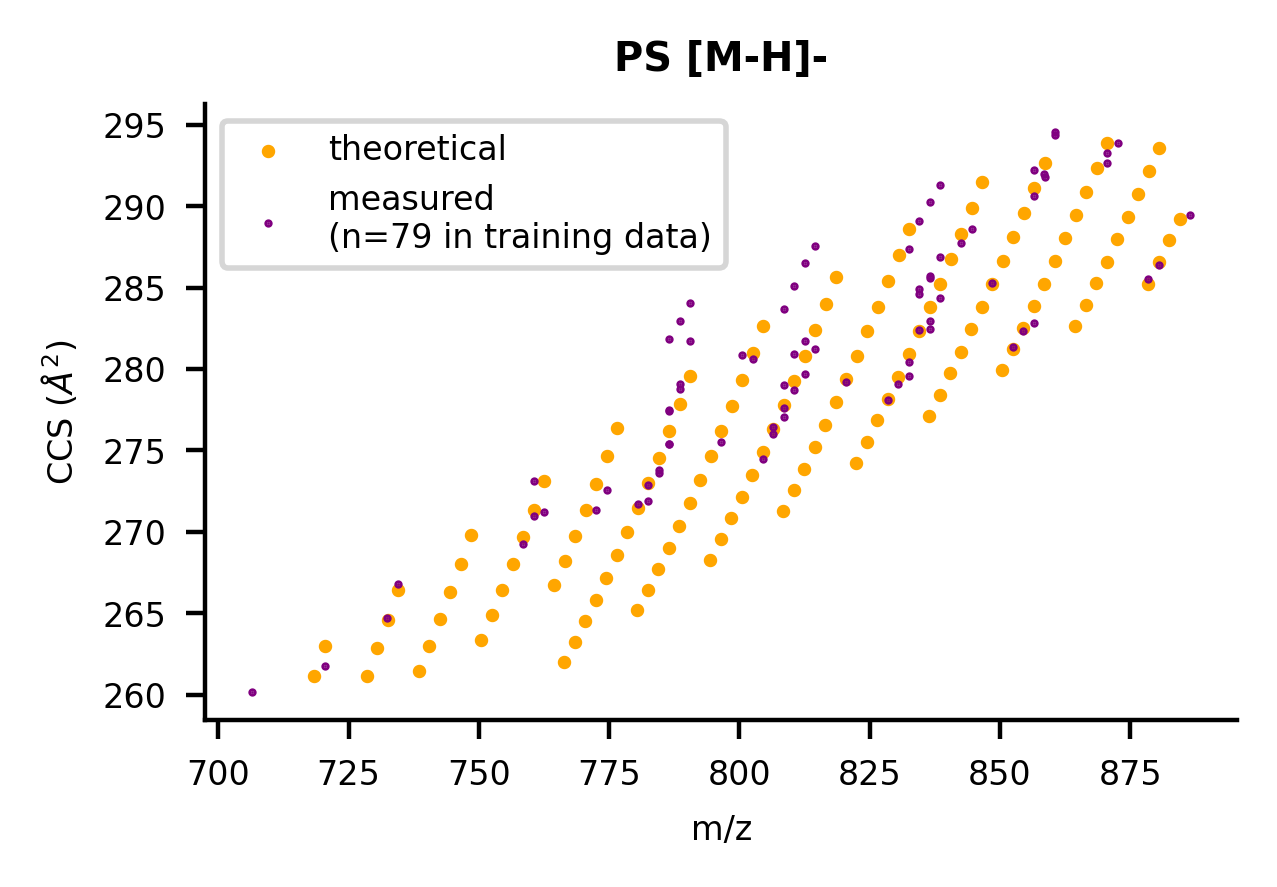 PS [M-H]-
theoretical
measured
(n=79 in training data)
295
290
285
280
275
270
265
260
CCS (Å²)
700 725 750 775 800 825 850 875
m/z